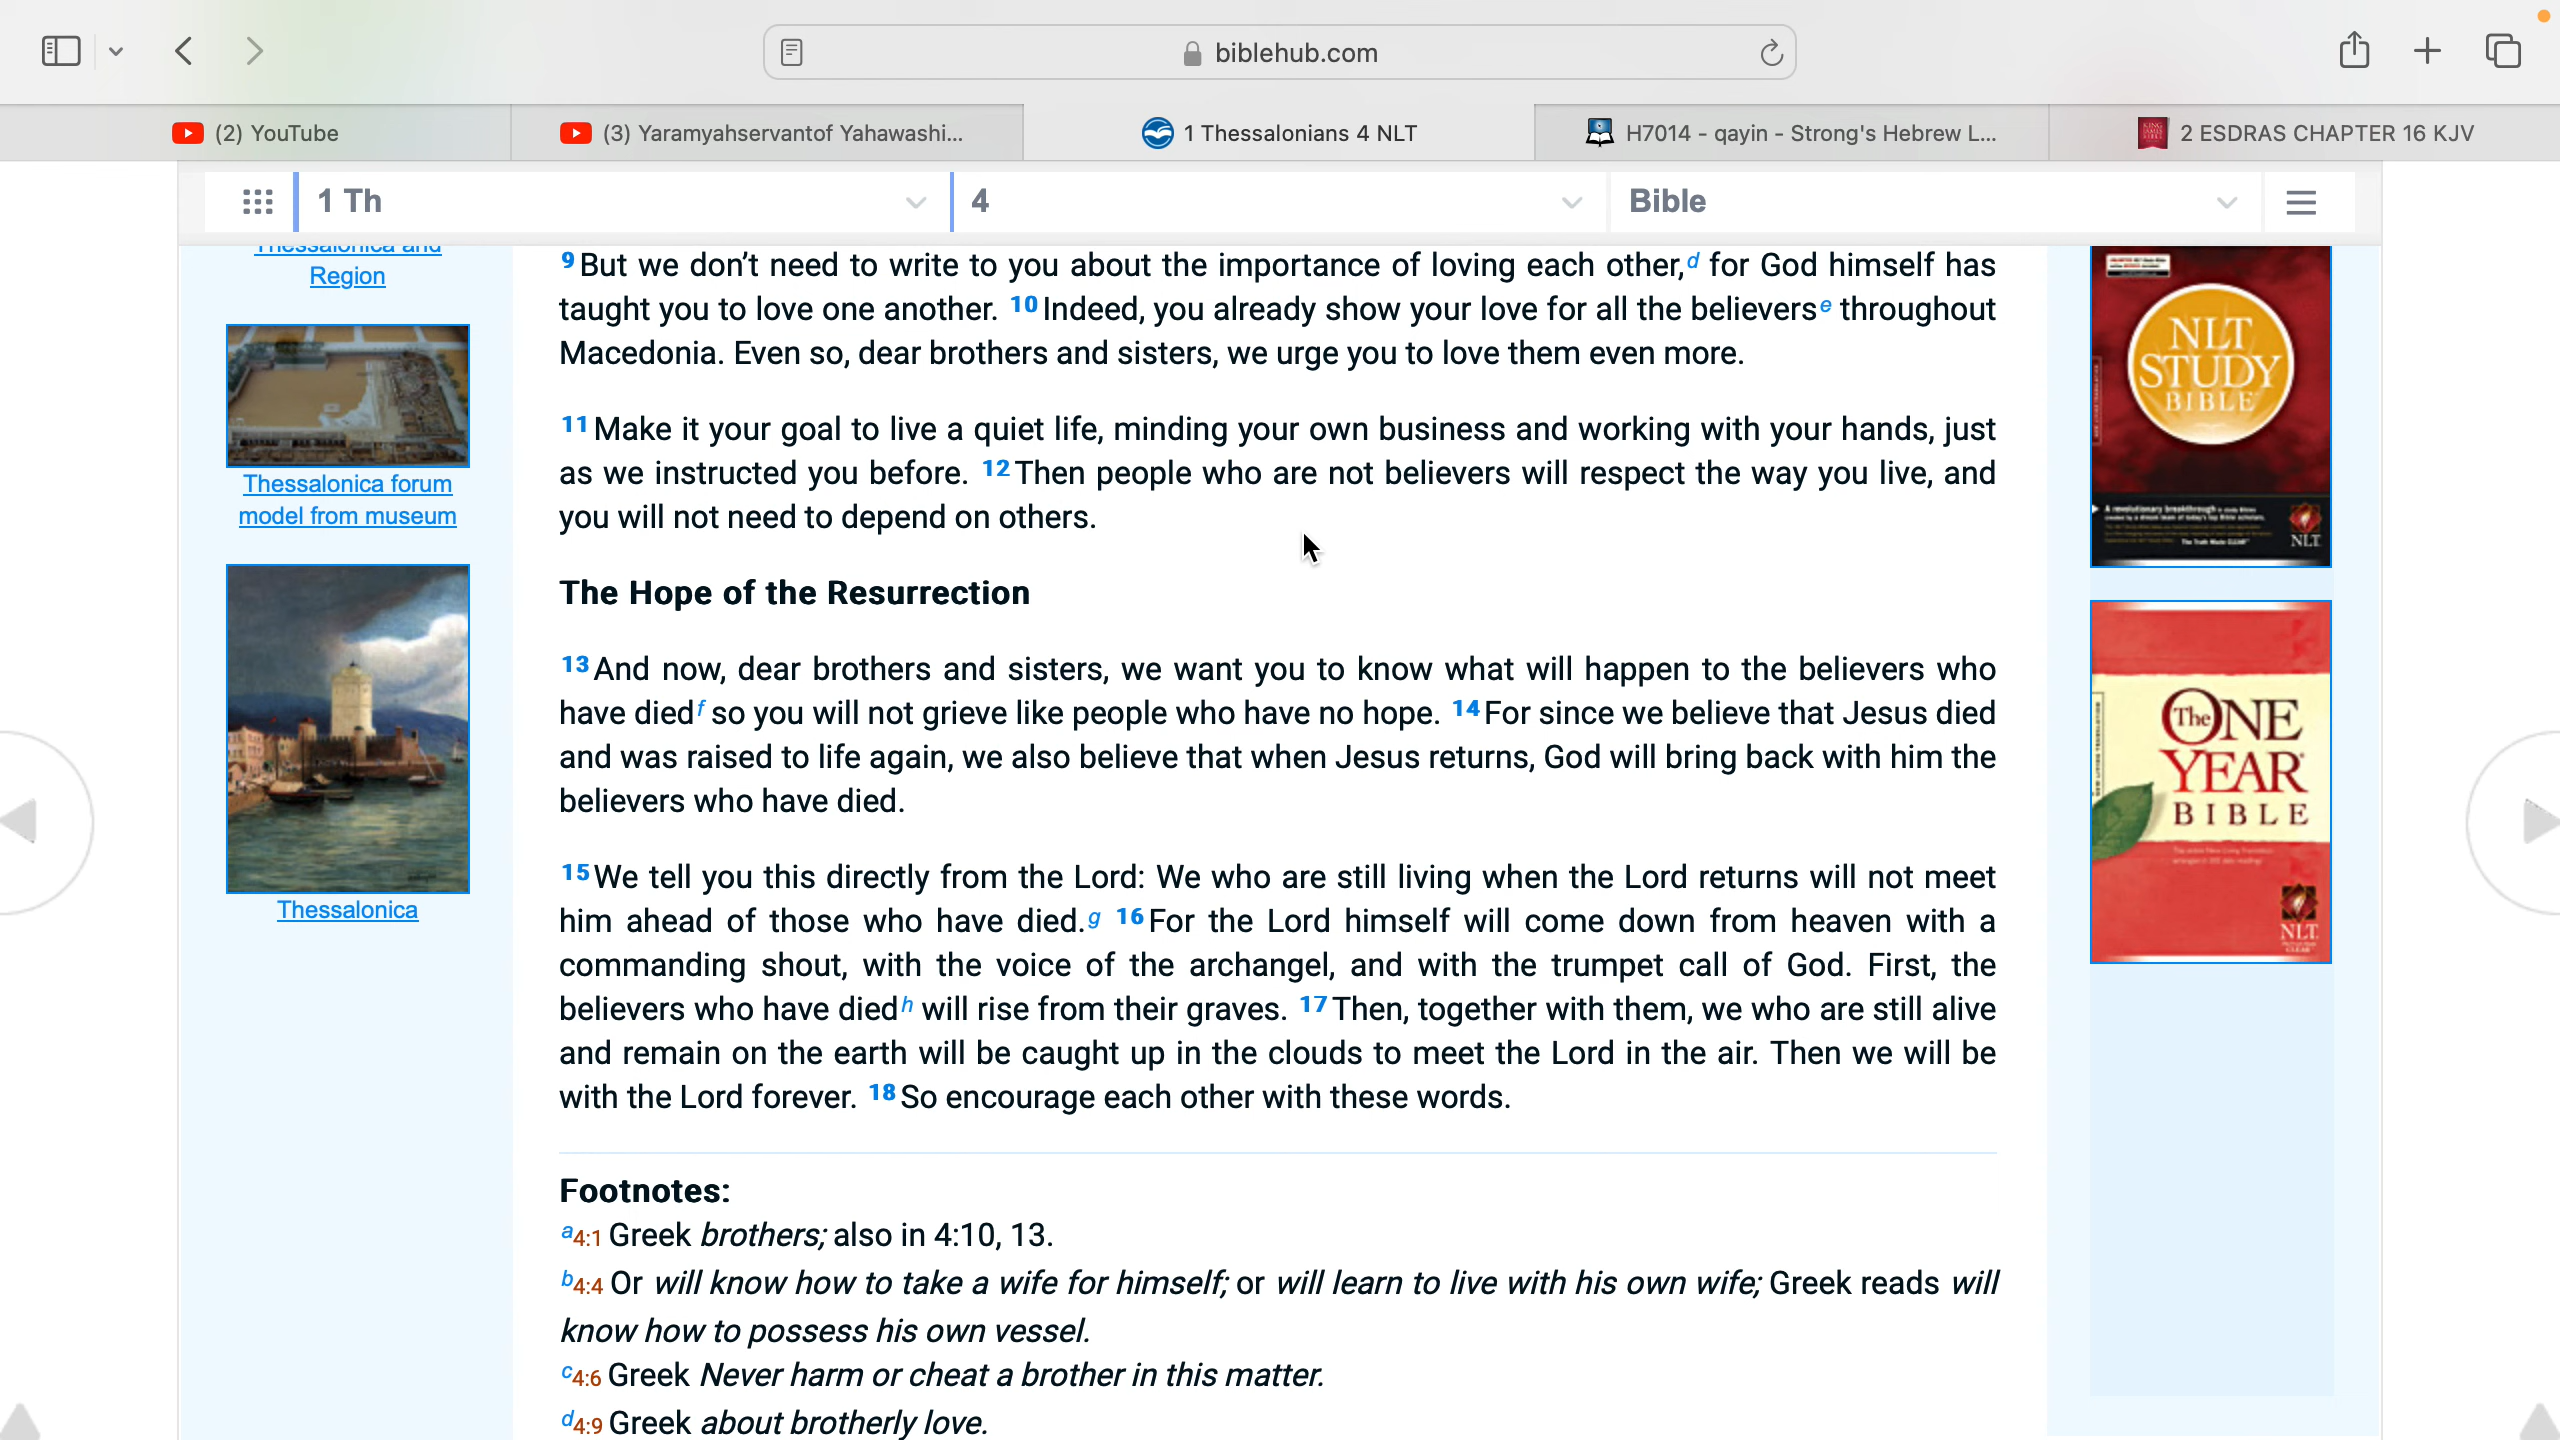 biblehub.com
(2) YouTube
(3) Yaramyahservantof Yahawashi...
1 Thessalonians 4 NLT
H7014 - qayin - Strong's Hebrew L...
2 ESDRAS CHAPTER 16 KJV
1 Th
4
Bible
Thessalonica and
Region
Thessalonica forum
model from museum
Thessalonica
9 But we don’t need to write to you about the importance of loving each other,d for God himself has
taught you to love one another. 10 Indeed, you already show your love for all the believerse throughout
Macedonia. Even so, dear brothers and sisters, we urge you to love them even more.
11 Make it your goal to live a quiet life, minding your own business and working with your hands, just
as we instructed you before. 12 Then people who are not believers will respect the way you live, and
you will not need to depend on others.
The Hope of the Resurrection
13 And now, dear brothers and sisters, we want you to know what will happen to the believers who
have diedf so you will not grieve like people who have no hope. 14 For since we believe that Jesus died
and was raised to life again, we also believe that when Jesus returns, God will bring back with him the
believers who have died.
15 We tell you this directly from the Lord: We who are still living when the Lord returns will not meet
him ahead of those who have died.g 16 For the Lord himself will come down from heaven with a
commanding shout, with the voice of the archangel, and with the trumpet call of God. First, the
believers who have diedh will rise from their graves. 17 Then, together with them, we who are still alive
and remain on the earth will be caught up in the clouds to meet the Lord in the air. Then we will be
with the Lord forever. 18 So encourage each other with these words.
Footnotes:
a4:1 Greek brothers; also in 4:10, 13.
b4:4 Or will know how to take a wife for himself; or will learn to live with his own wife; Greek reads will
know how to possess his own vessel.
c4:6 Greek Never harm or cheat a brother in this matter.
d4:9 Greek about brotherly love.
NLT
STUDY
BIBLE
A revolutionary breakthrough
The Truth Made CLEAR
NLT
The ONE
YEAR
BIBLE
NLT